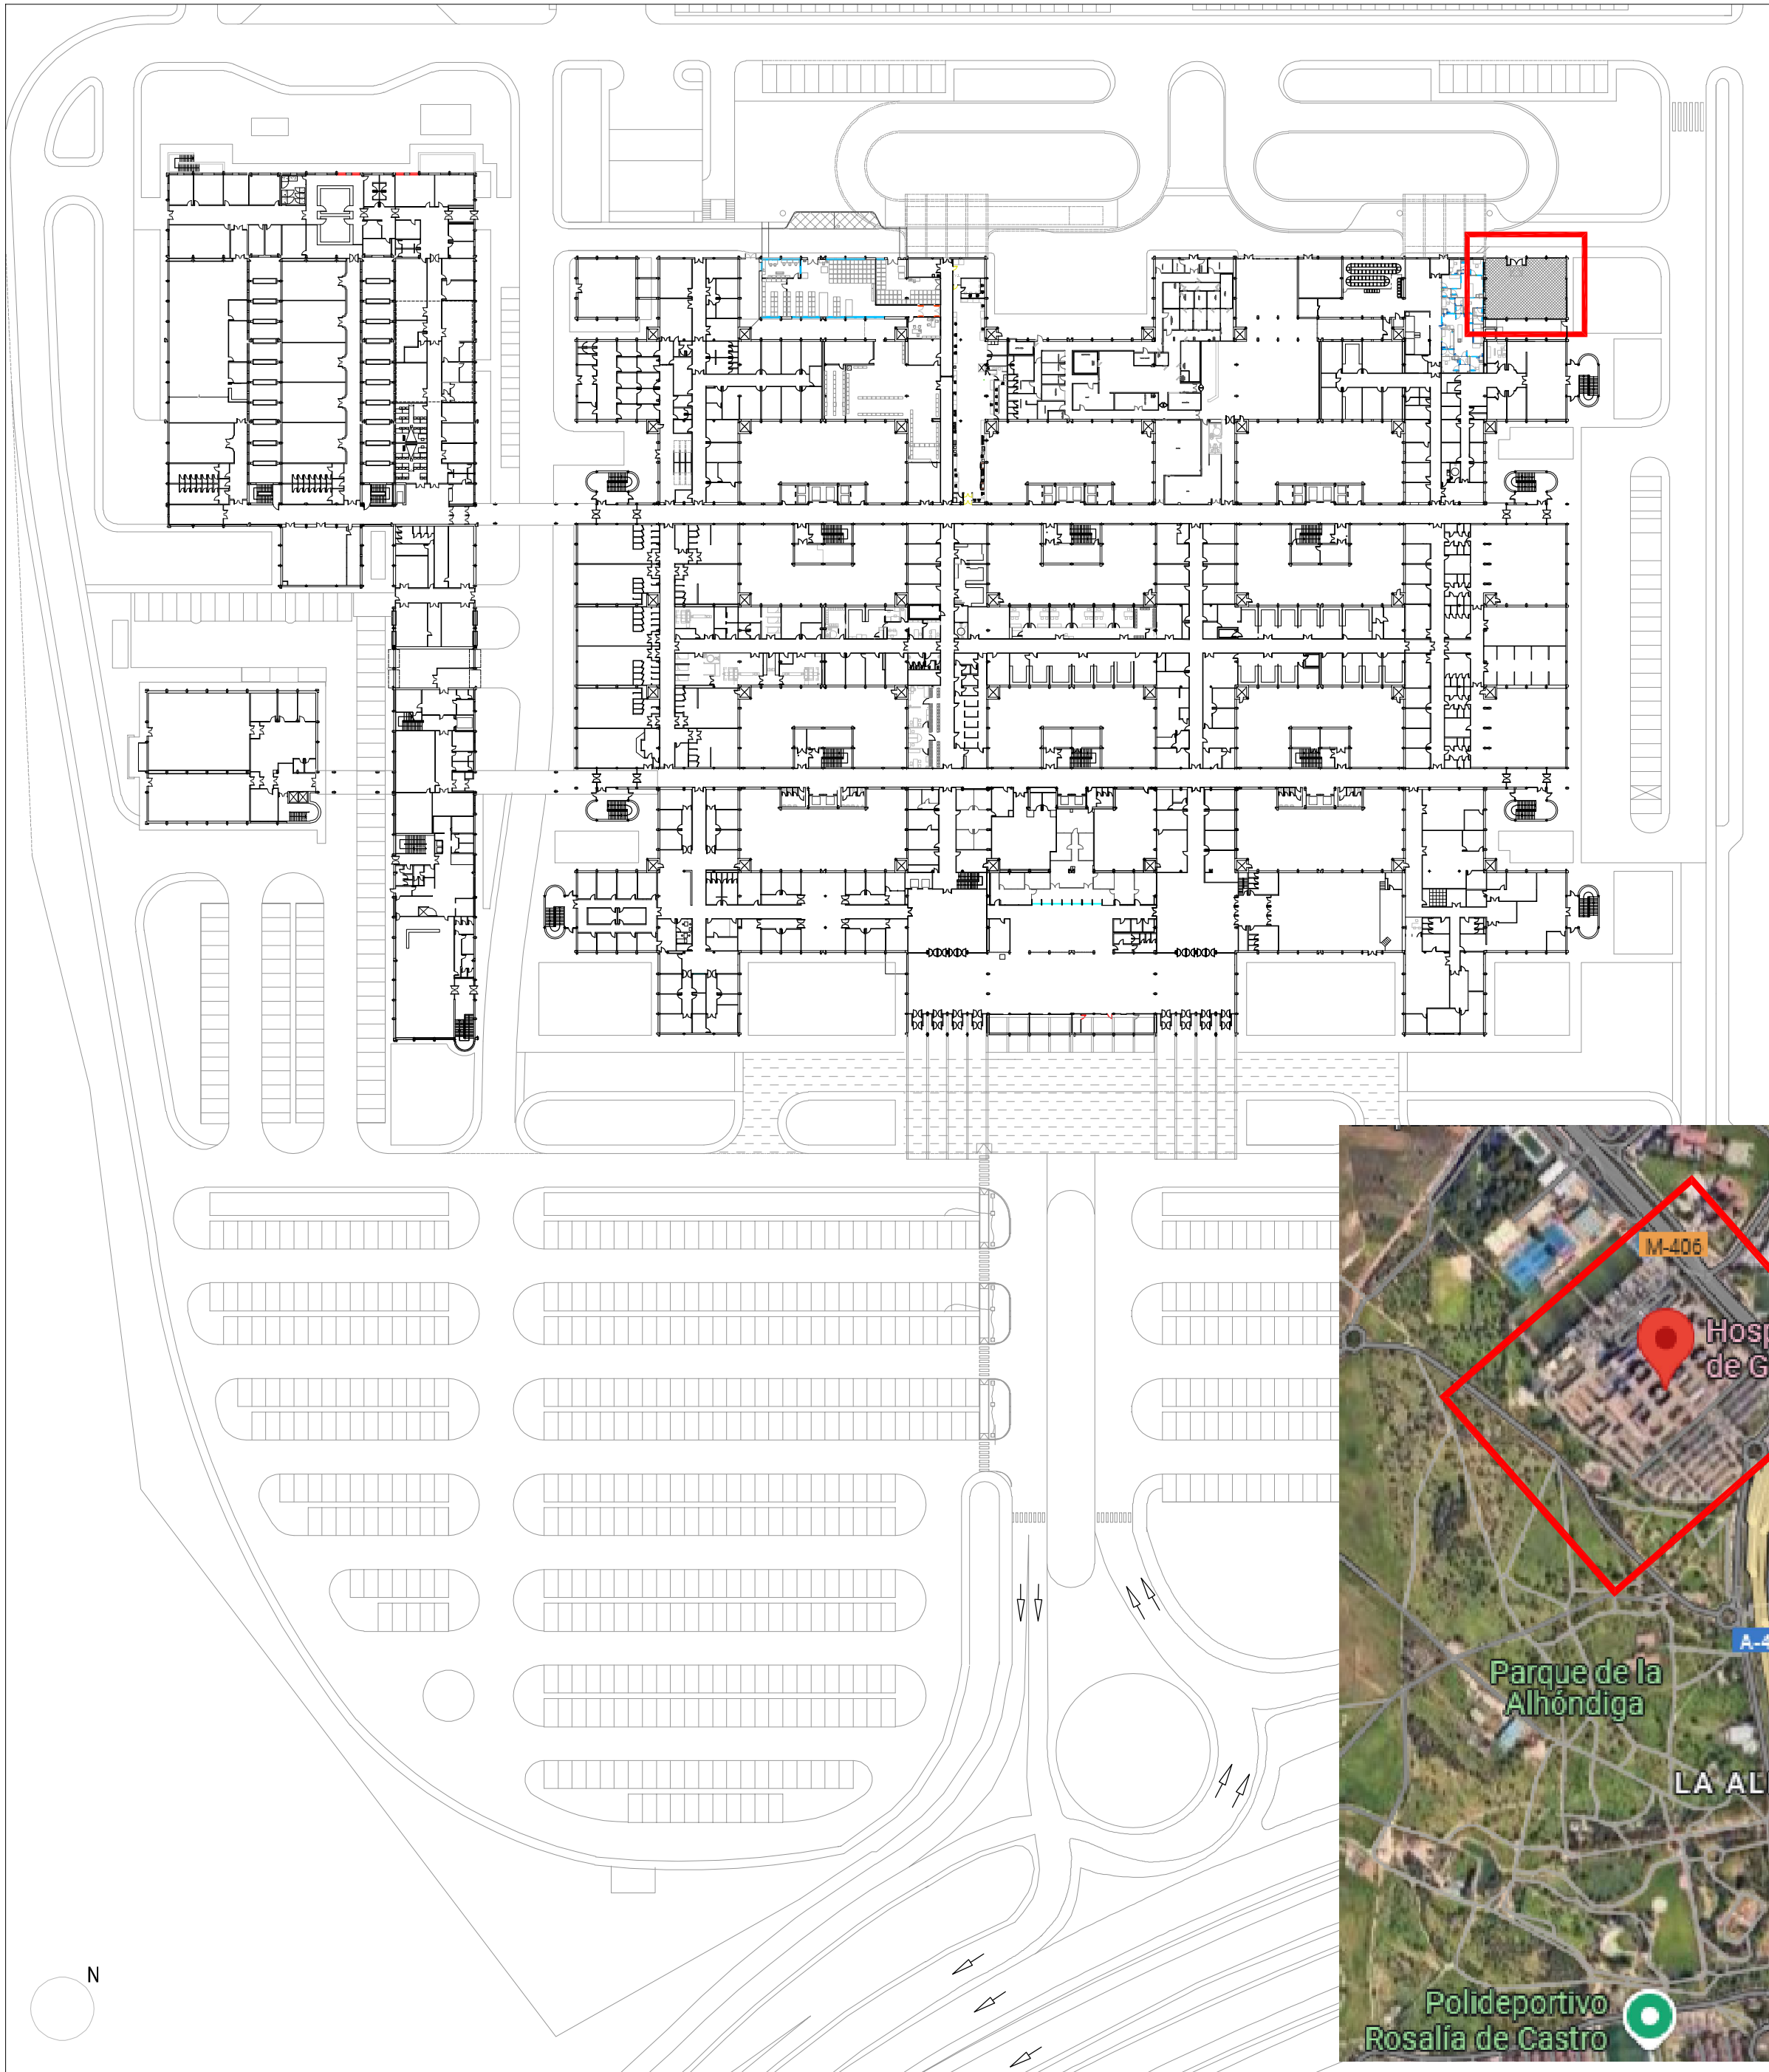 M-406
Hosp
de G
A-4
Parque de la
Alhóndiga
LA AL
N
Polideportivo
Rosalía de Castro